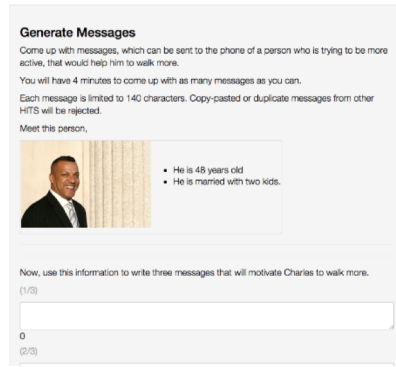 Generate Messages
Come up with messages, which can be sent to the phone of a person who is trying to be more
active, that would help him to walk more.
You will have 4 minutes to come up with as many messages as you can.
Each message is limited to 140 characters. Copy-pasted or duplicate messages from other
HITS will be rejected.
Meet this person,
• He is 48 years old
• He is married with two kids.
Now, use this information to write three messages that will motivate Charles to walk more.
(1/3)
0
(2/3)